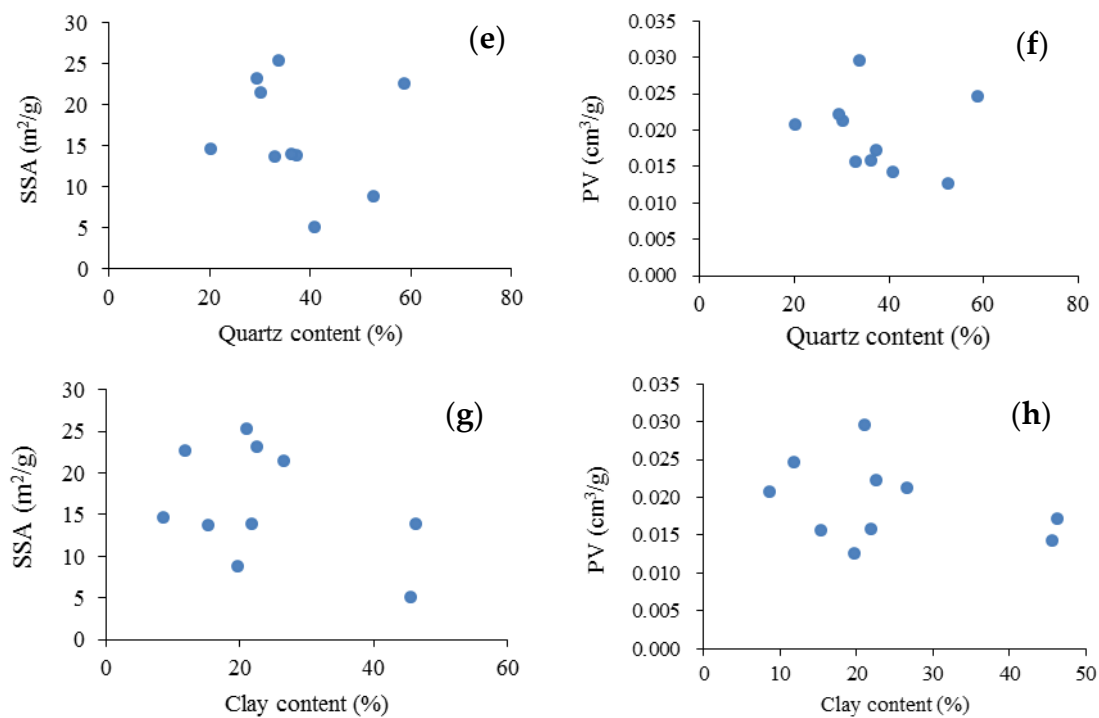 30
25
20
15
10
5
0
SSA (m²/g)
(e)
0 20 40 60 80
Quartz content (%)
0.035
0.030
0.025
0.020
0.015
0.010
0.005
0.000
PV (cm³/g)
(f)
0 20 40 60 80
Quartz content (%)
30
25
20
15
10
5
0
SSA (m²/g)
(g)
0 20 40 60
Clay content (%)
0.035
0.030
0.025
0.020
0.015
0.010
0.005
0.000
PV (cm³/g)
(h)
0 10 20 30 40 50
Clay content (%)